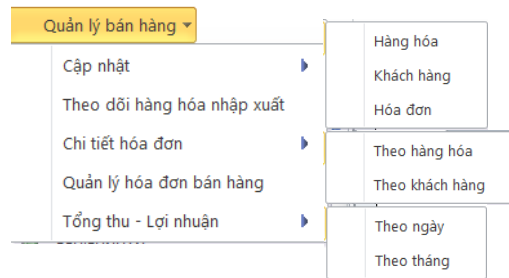 Quản lý bán hàng
Cập nhật
Hàng hóa
Khách hàng
Hóa đơn
Theo dõi hàng hóa nhập xuất
Chi tiết hóa đơn
Theo hàng hóa
Theo khách hàng
Quản lý hóa đơn bán hàng
Tổng thu - Lợi nhuận
Theo ngày
Theo tháng